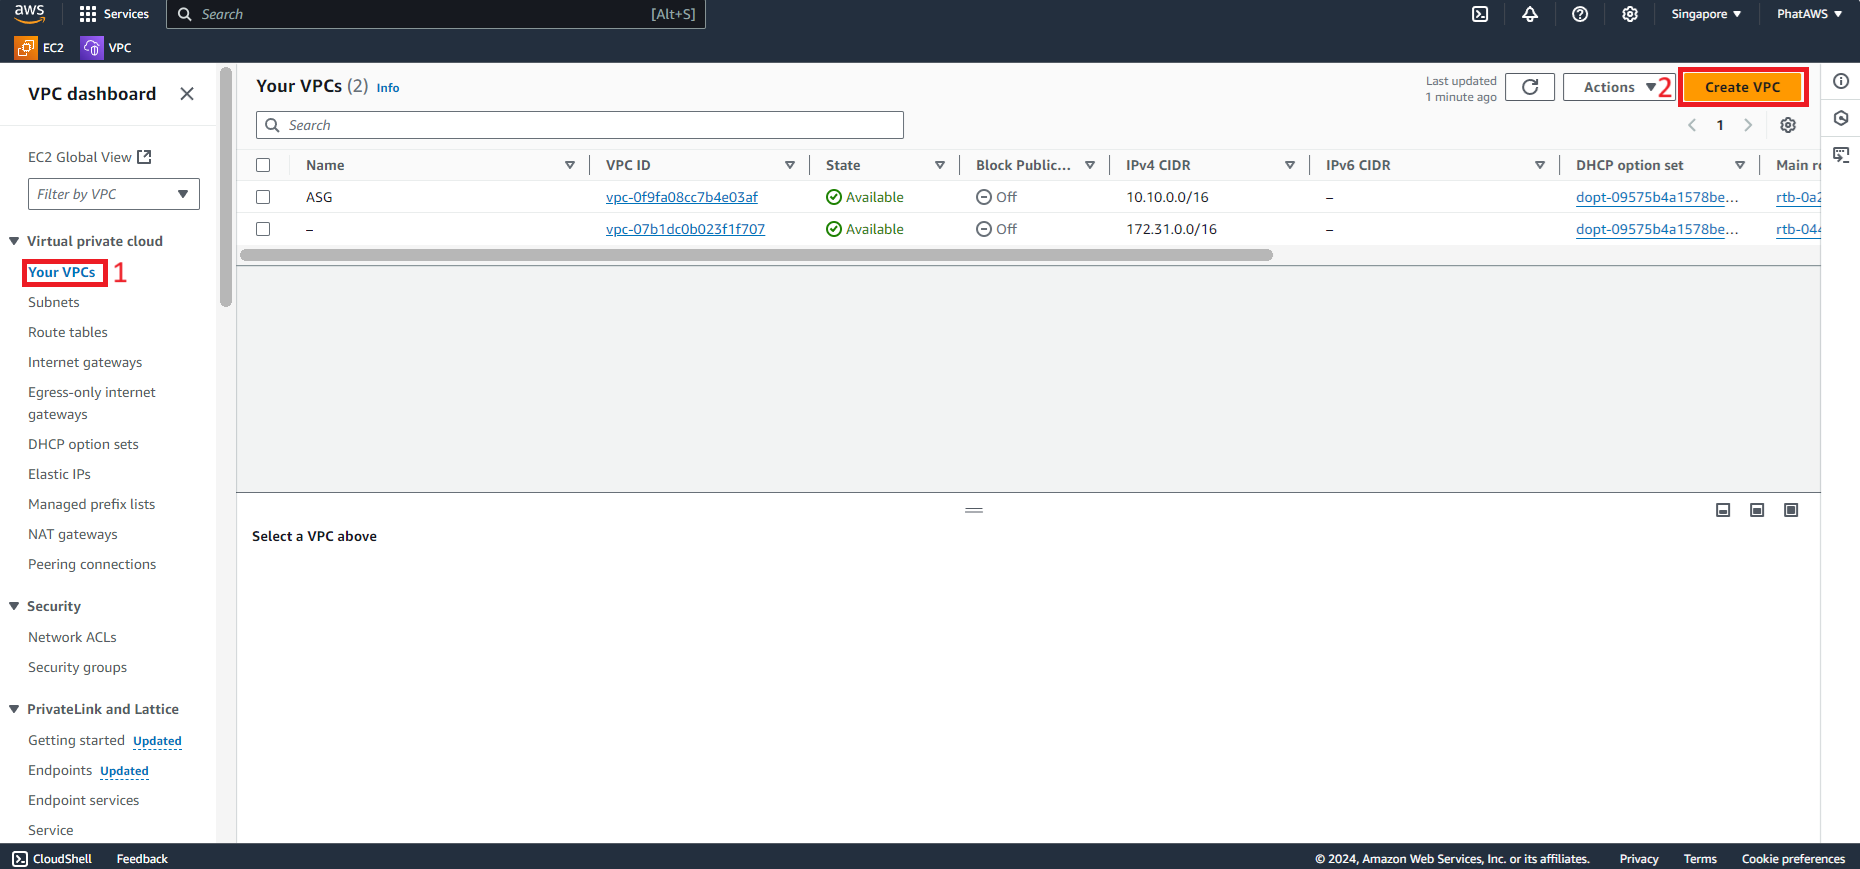 aws
Services
Search
[Alt+S]
Singapore
PhatAWS
EC2
VPC
VPC dashboard
EC2 Global View
Filter by VPC
Virtual private cloud
Your VPCs
1
Subnets
Route tables
Internet gateways
Egress-only internet
gateways
DHCP option sets
Elastic IPs
Managed prefix lists
NAT gateways
Peering connections
Security
Network ACLs
Security groups
PrivateLink and Lattice
Getting started Updated
Endpoints Updated
Endpoint services
Service
Your VPCs (2) Info
Last updated
1 minute ago
Actions
2
Create VPC
Search
1
Name VPC ID State Block Public... IPv4 CIDR IPv6 CIDR DHCP option set Main ro
ASG vpc-0f9fa08cc7b4e03af Available Off 10.10.0.0/16 – dopt-09575b4a1578be... rtb-0a2
– vpc-07b1dc0b023f1f707 Available Off 172.31.0.0/16 – dopt-09575b4a1578be... rtb-044
Select a VPC above
CloudShell
Feedback
© 2024, Amazon Web Services, Inc. or its affiliates.
Privacy
Terms
Cookie preferences